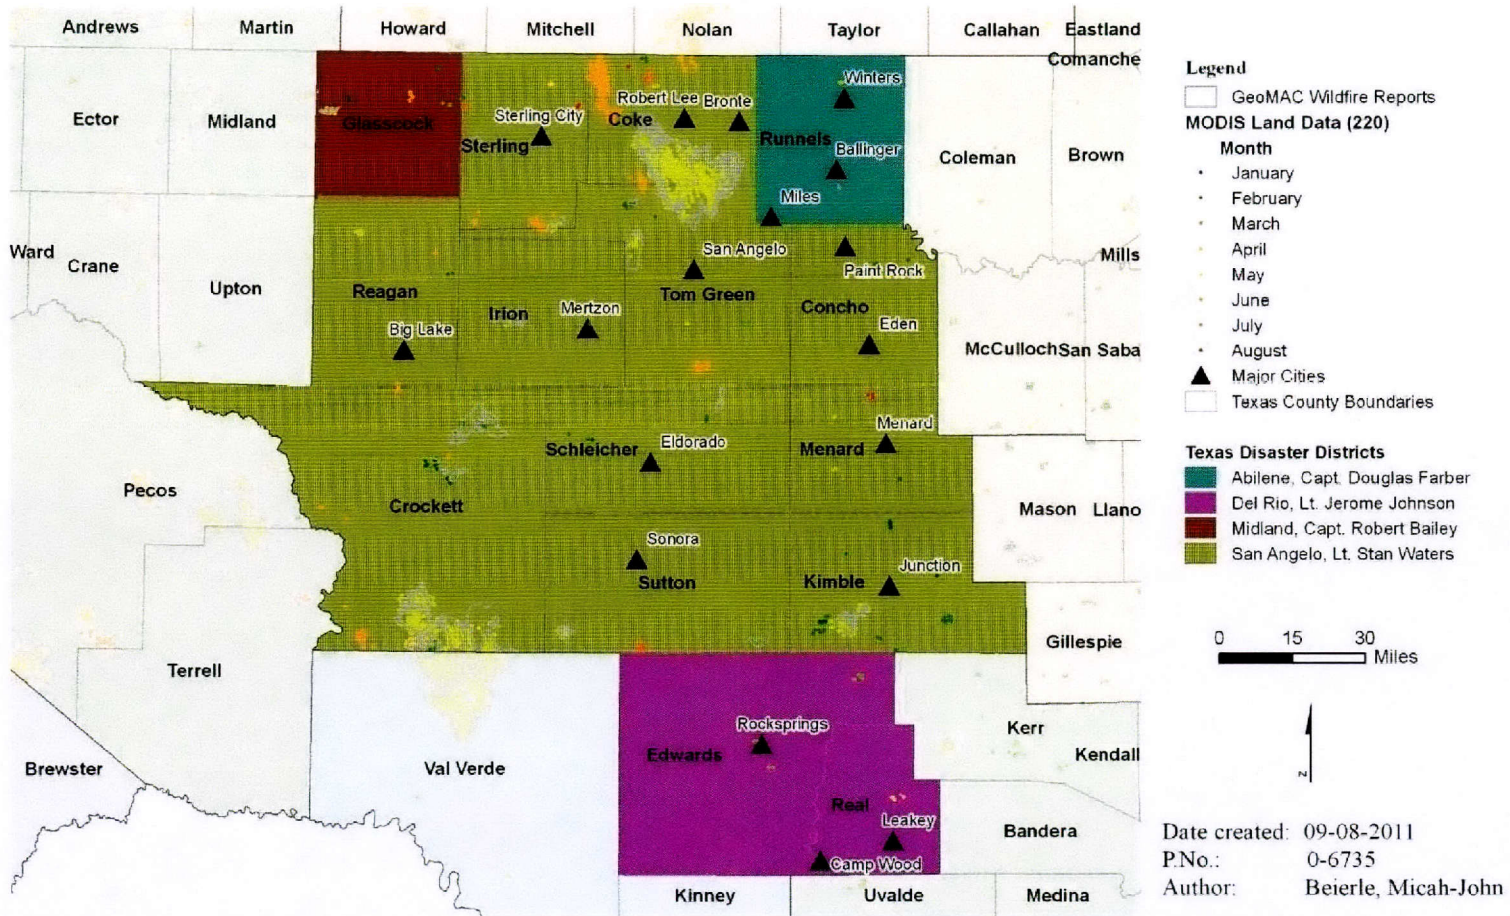 Andrews Martin Howard Mitchell Nolan Taylor Callahan Eastland
Comanche
Winters
Robert Lee Bronte
Ector Midland Glasscock Sterling City Coke
Sterling Runnels
Ballinger Coleman Brown
Miles
San Angelo
Ward Crane Paint Rock Mills
Upton Reagan Tom Green
Irion Mertzon Concho
Big Lake Eden
McCulloch San Saba
Menard
Schleicher Eldorado Menard
Pecos
Crockett Mason Llano
Sonora
Junction
Sutton Kimble
Gillespie
Terrell
Rocksprings Kerr
Edwards Kendall
Brewster Val Verde
Real
Leakey Bandera
Camp Wood
Kinney Uvalde Medina
Legend
GeoMAC Wildfire Reports
MODIS Land Data (220)
Month
January
February
March
April
May
June
July
August
Major Cities
Texas County Boundaries
Texas Disaster Districts
Abilene, Capt. Douglas Farber
Del Rio, Lt. Jerome Johnson
Midland, Capt. Robert Bailey
San Angelo, Lt. Stan Waters
0 15 30
Miles
z
Date created: 09-08-2011
P.No.: 0-6735
Author: Beierle, Micah-John